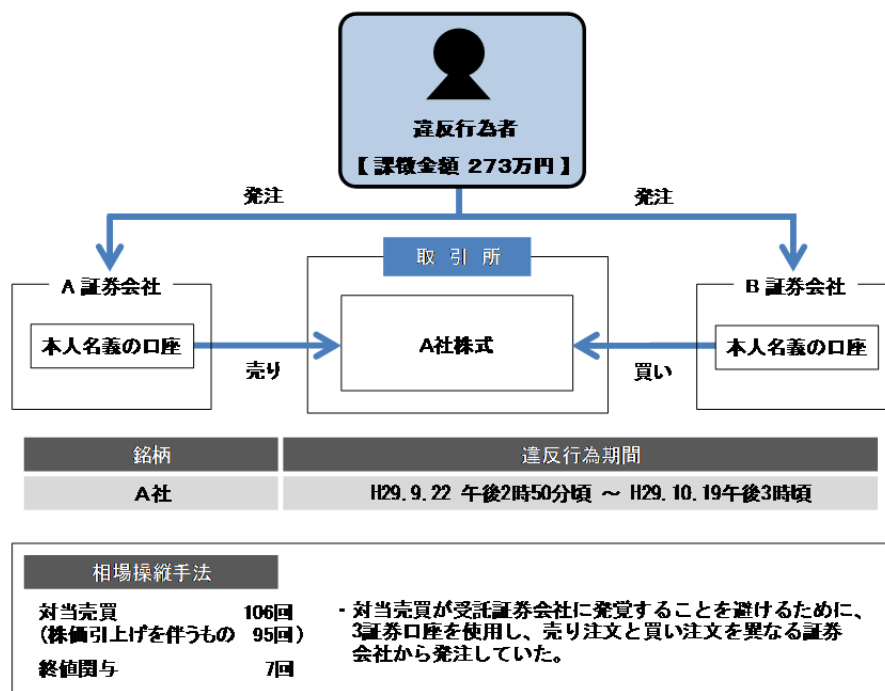 違反行為者
【 課徴金額 273万円 】
発注
発注
取 引 所
A 証券会社
B 証券会社
本人名義の口座
A社株式
本人名義の口座
売り
買い
銘柄
違反行為期間
A社
H29.9.22 午後2時50分頃 ～ H29.10.19午後3時頃
相場操縦手法
対当売買 106回
(株価引上げを伴うもの 95回)
終値関与 7回
- 対当売買が受託証券会社に発覚することを避けるために、
3証券口座を使用し、売り注文と買い注文を異なる証券
会社から発注していた。